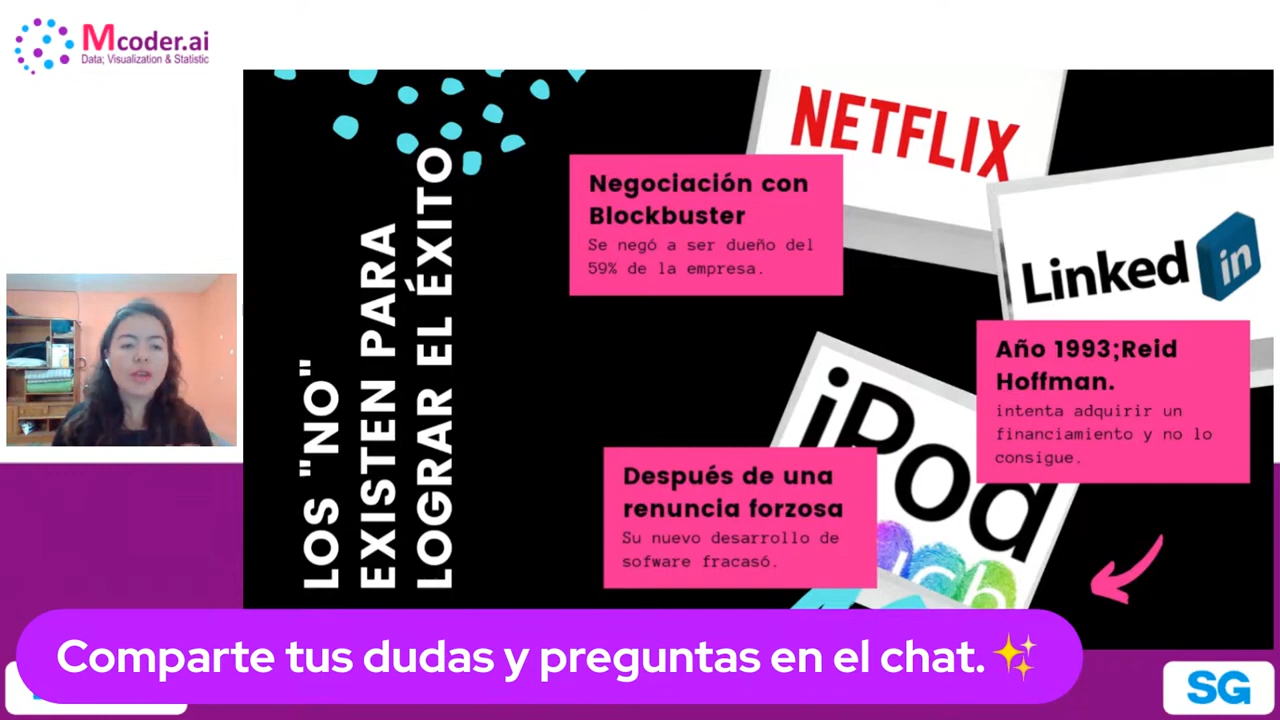 Mcoder.ai
Data; Visualization & Statistic
LOS "NO"
EXISTEN PARA
LOGRAR EL ÉXITO
NETFLIX
Negociación con
Blockbuster
Se negó a ser dueño del
59% de la empresa.
Linked in
Año 1993;Reid
Hoffman.
intenta adquirir un
financiamiento y no lo
consigue.
iPod
Después de una
renuncia forzosa
Su nuevo desarrollo de
sofware fracasó.
Comparte tus dudas y preguntas en el chat.
SG